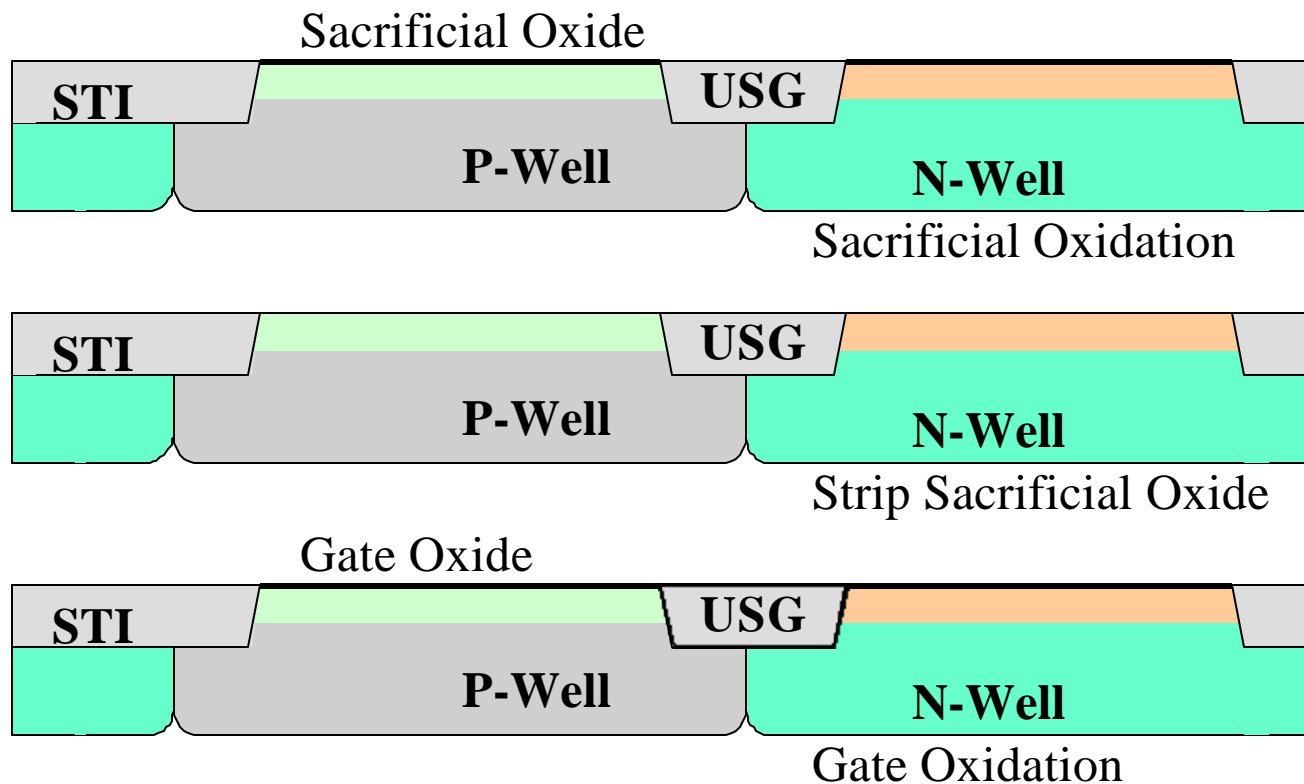 Sacrificial Oxide
STI
USG
P-Well
N-Well
Sacrificial Oxidation
STI
USG
P-Well
N-Well
Strip Sacrificial Oxide
Gate Oxide
STI
USG
P-Well
N-Well
Gate Oxidation